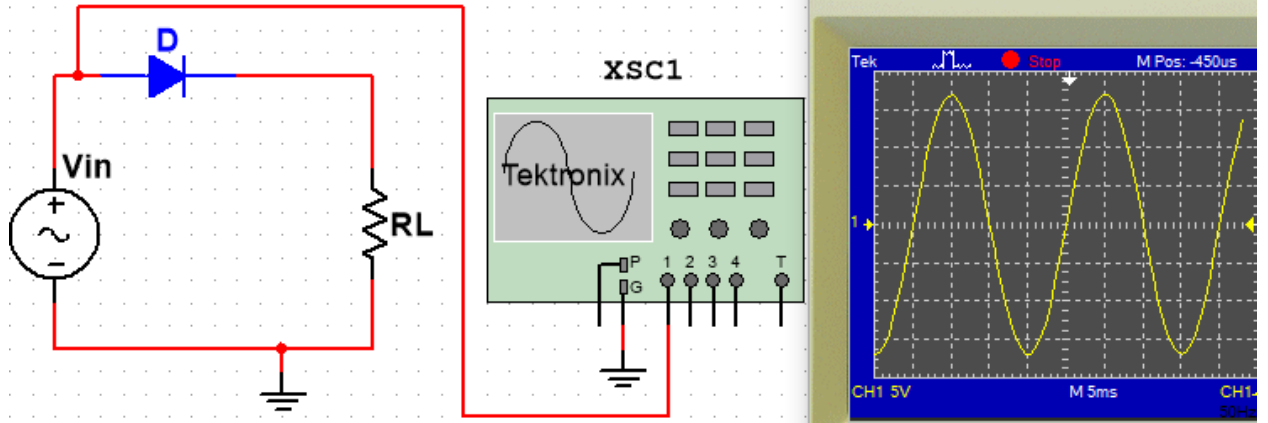 D
Vin
RL
XSC1
Tektronix
P
G
1 2 3 4 T
Tek Stop M Pos: -450us
1
CH1 5V M 5ms CH1
50Hz